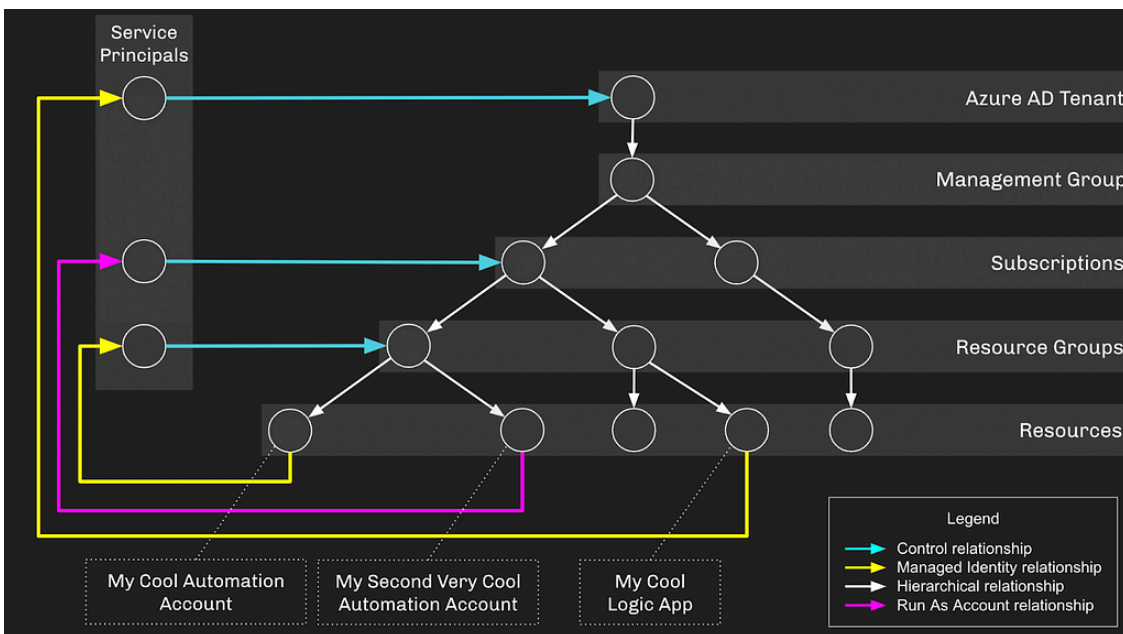 Service
Principals
Azure AD Tenant
Management Group
Subscriptions
Resource Groups
Resources
My Cool Automation
Account
My Second Very Cool
Automation Account
My Cool
Logic App
Legend
Control relationship
Managed Identity relationship
Hierarchical relationship
Run As Account relationship